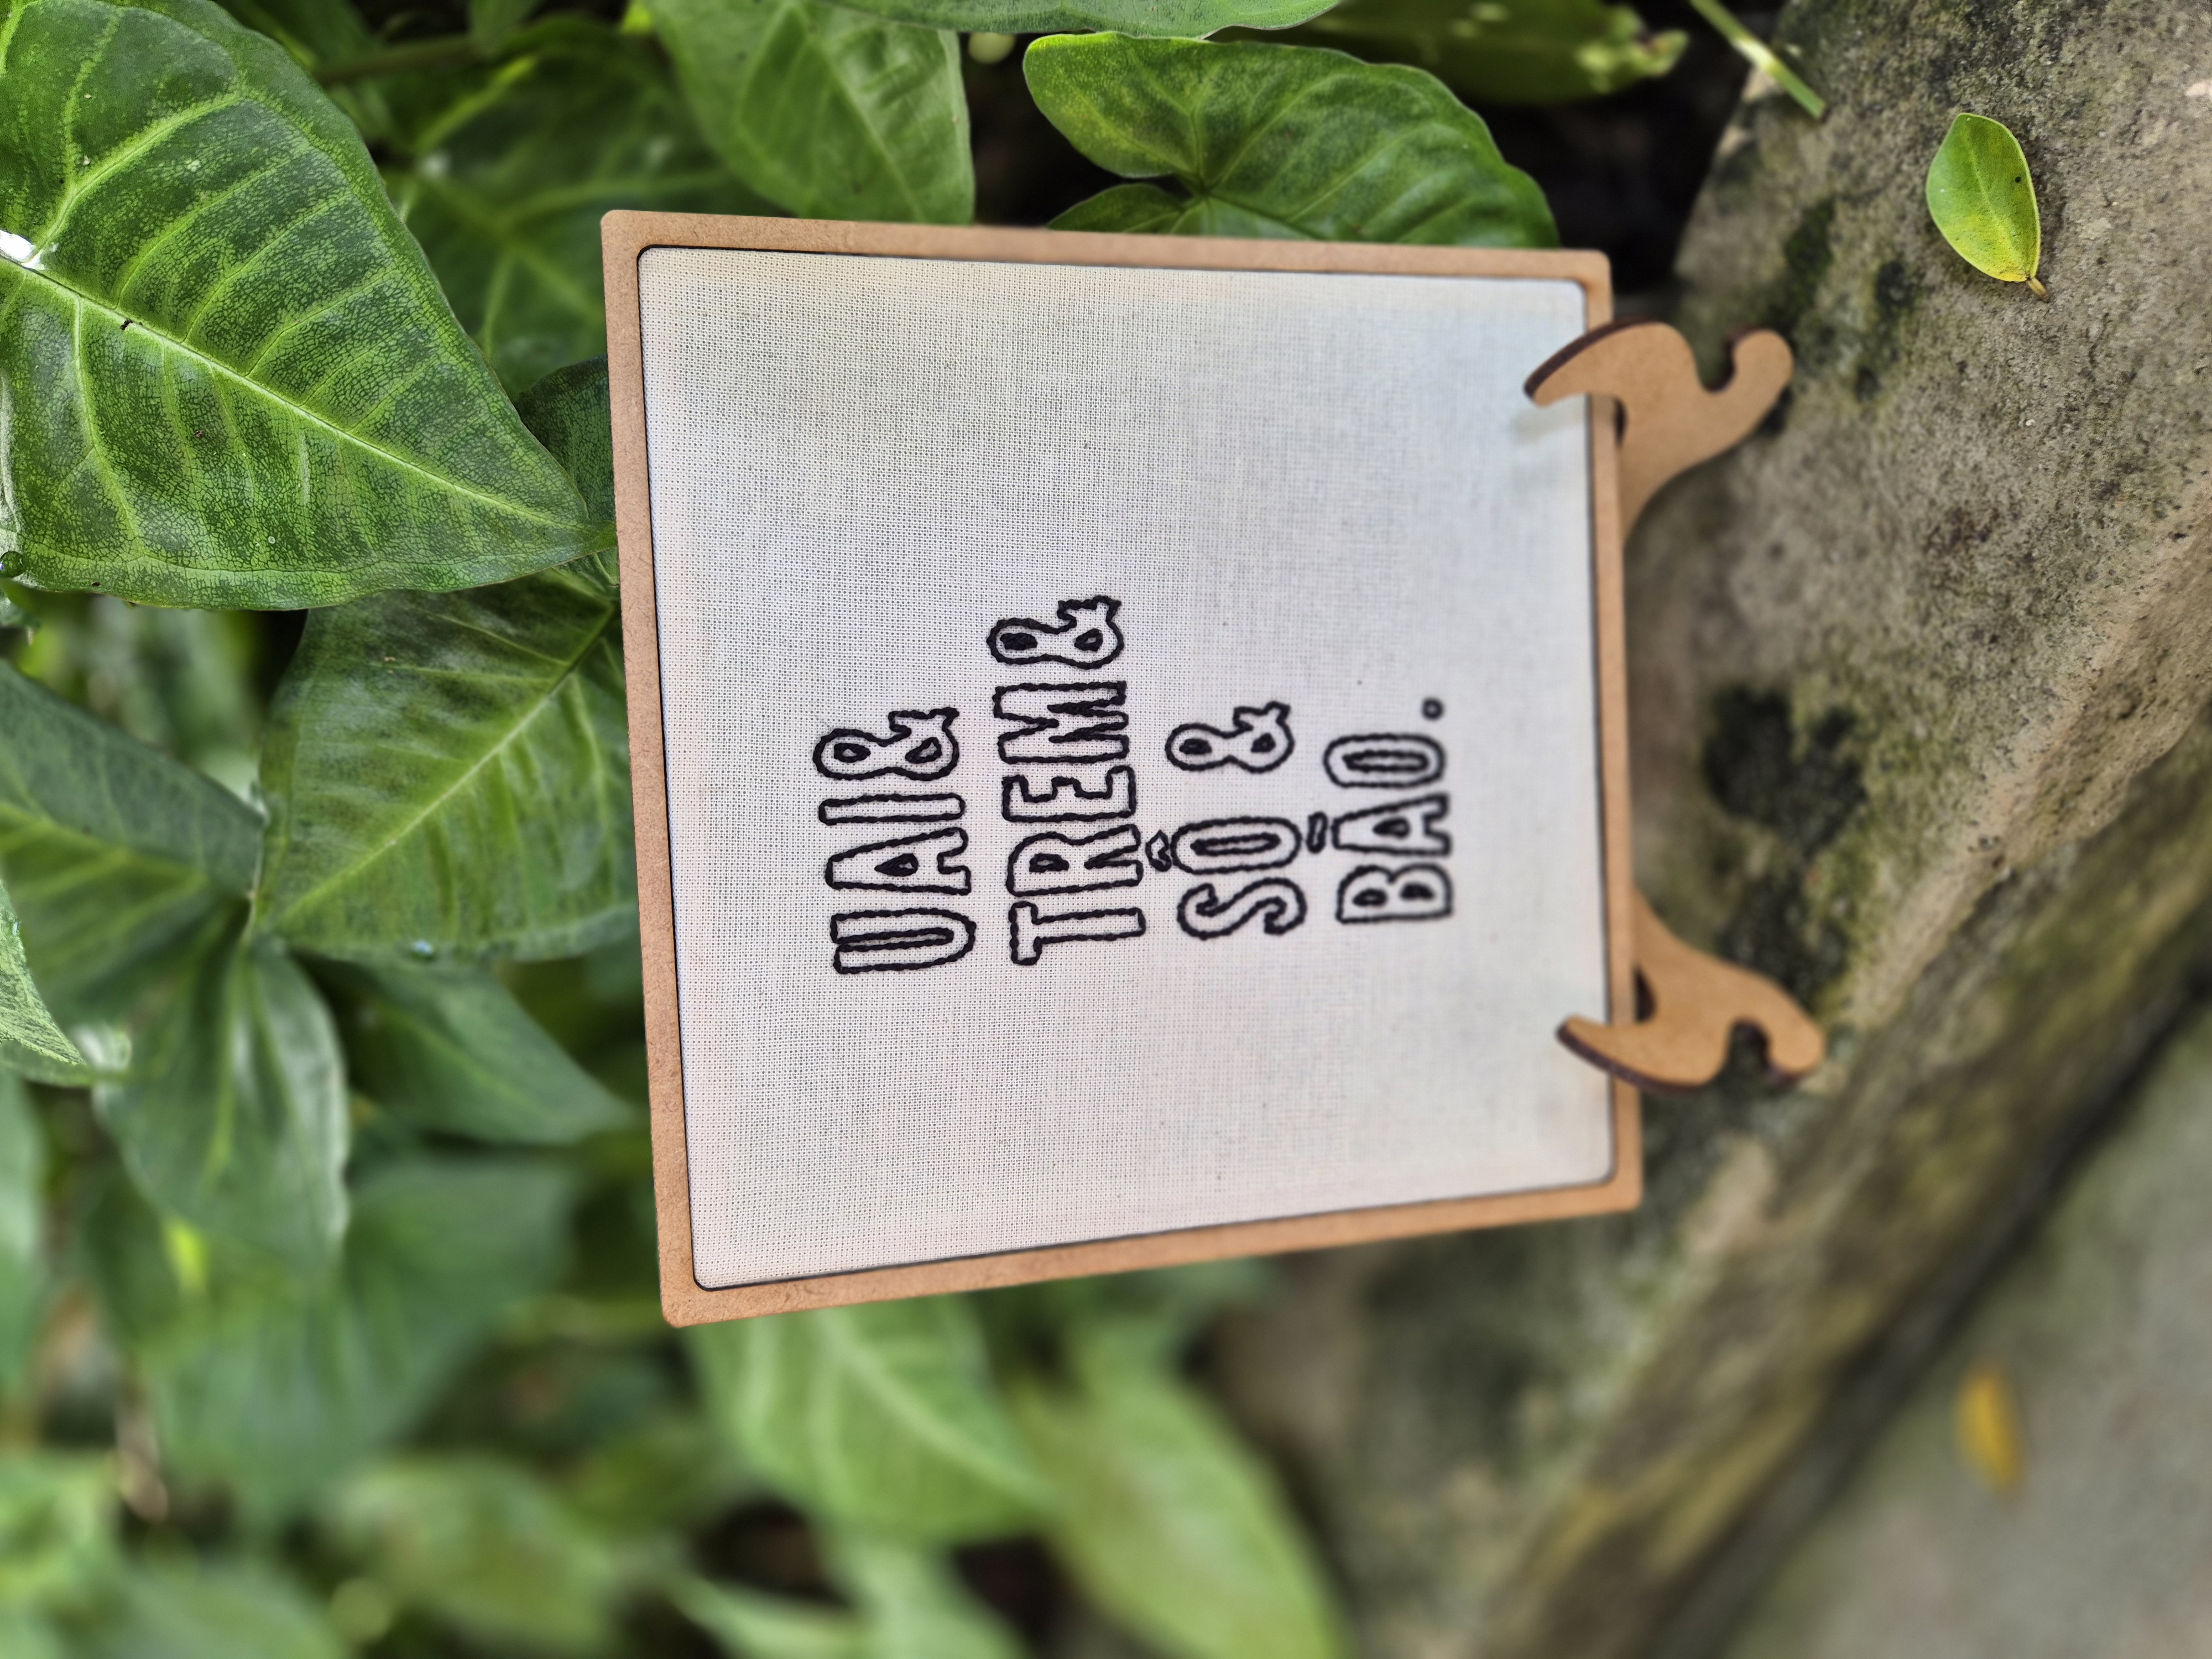 UAI&
TREM&
SÔ &
BÃO.